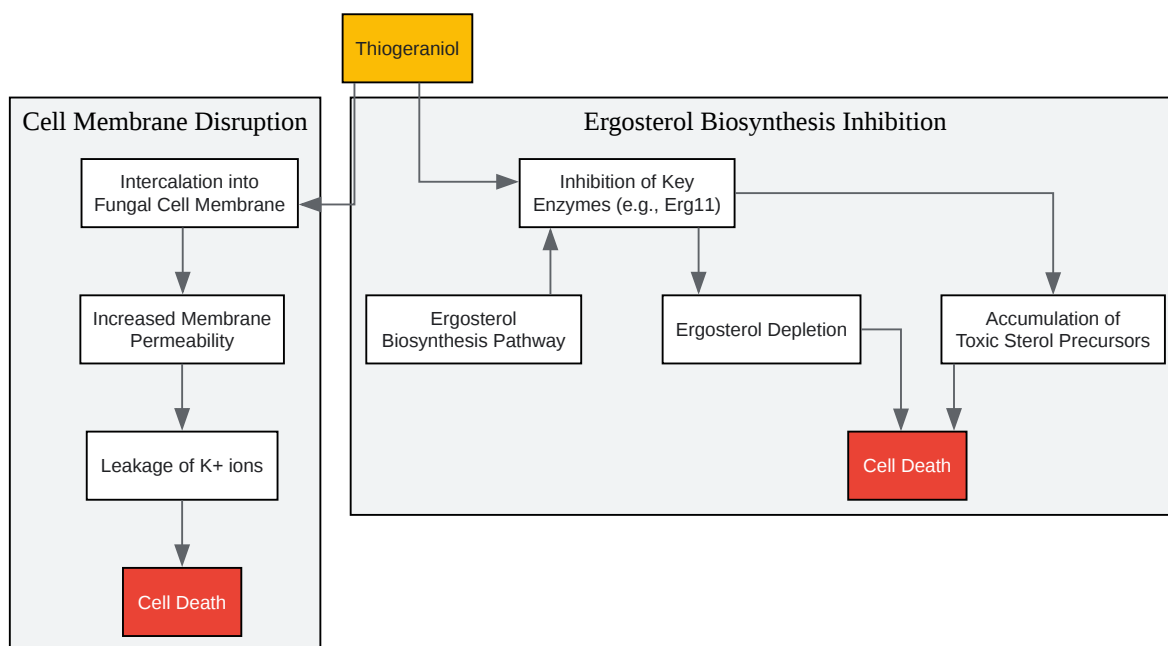 Thiogeraniol
Cell Membrane Disruption
Intercalation into
Fungal Cell Membrane
Increased Membrane
Permeability
Leakage of K+ ions
Cell Death
Ergosterol Biosynthesis Inhibition
Inhibition of Key
Enzymes (e.g., Erg11)
Ergosterol
Biosynthesis Pathway
Ergosterol Depletion
Accumulation of
Toxic Sterol Precursors
Cell Death